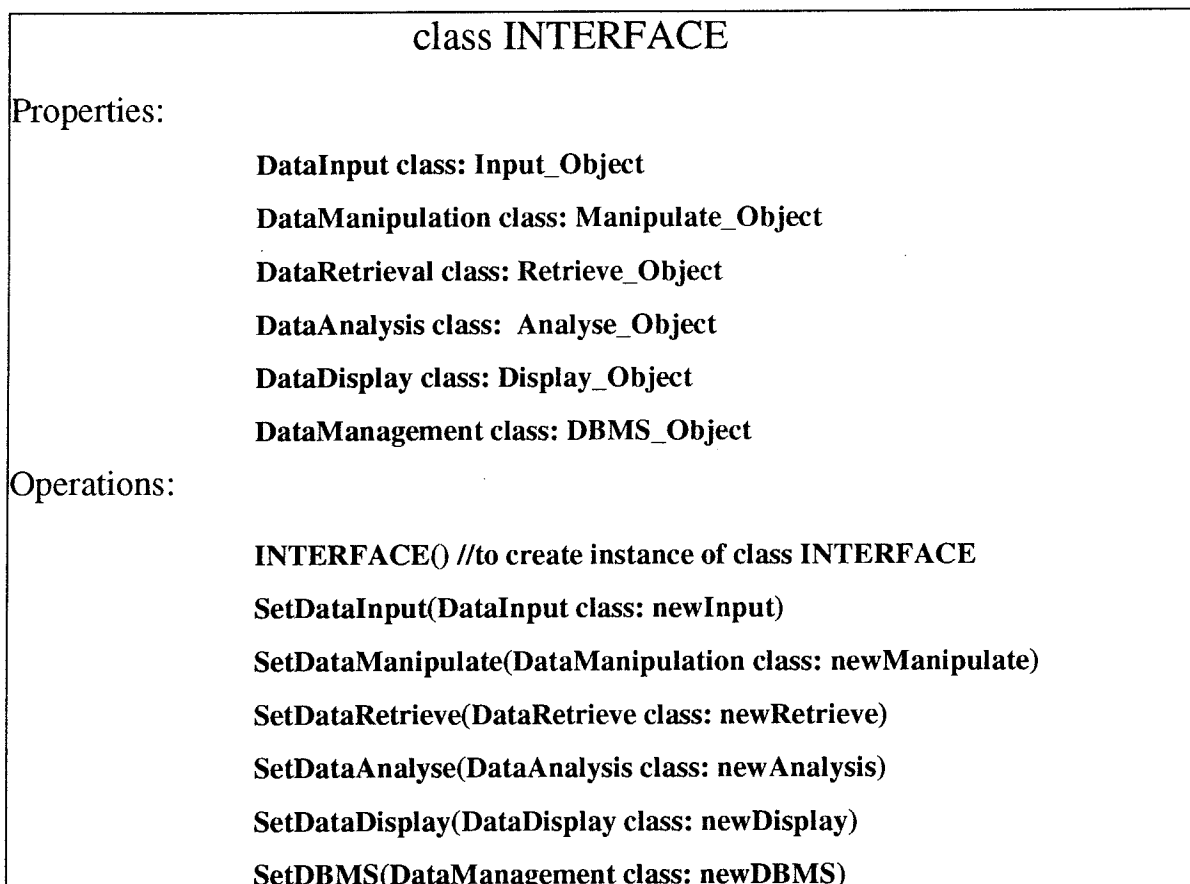 class INTERFACE
Properties:
DataInput class: Input_Object
DataManipulation class: Manipulate_Object
DataRetrieval class: Retrieve_Object
DataAnalysis class: Analyse_Object
DataDisplay class: Display_Object
DataManagement class: DBMS_Object
Operations:
INTERFACE() //to create instance of class INTERFACE
SetDataInput(DataInput class: newInput)
SetDataManipulate(DataManipulation class: newManipulate)
SetDataRetrieve(DataRetrieve class: newRetrieve)
SetDataAnalyse(DataAnalysis class: newAnalysis)
SetDataDisplay(DataDisplay class: newDisplay)
SetDBMS(DataManagement class: newDBMS)